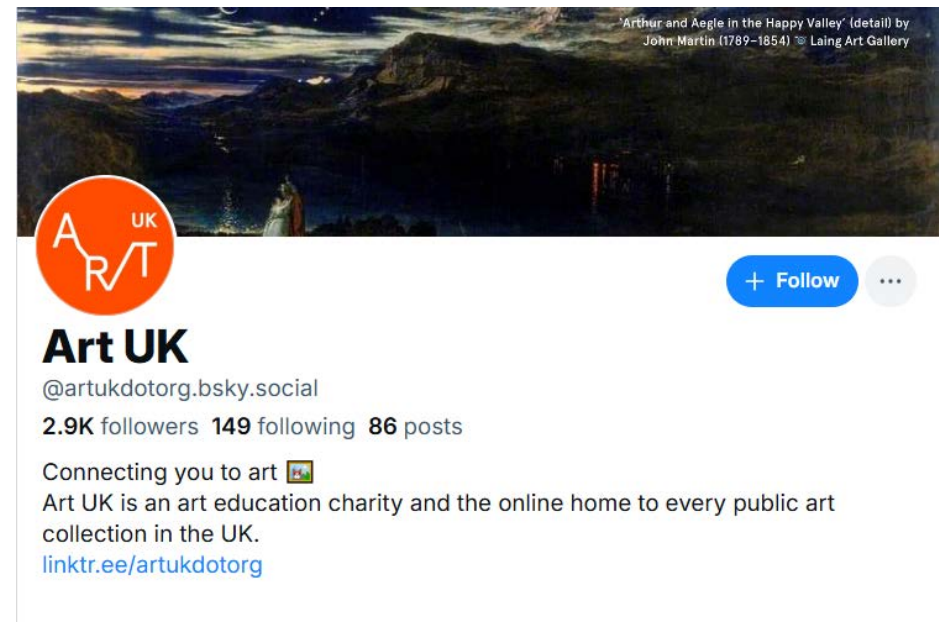 'Arthur and Aegle in the Happy Valley' (detail) by
John Martin (1789–1854) 📷 Laing Art Gallery
A UK
R/T
+ Follow
Art UK
@artukdotorg.bsky.social
2.9K followers 149 following 86 posts
Connecting you to art 🖼️
Art UK is an art education charity and the online home to every public art
collection in the UK.
linktr.ee/artukdotorg